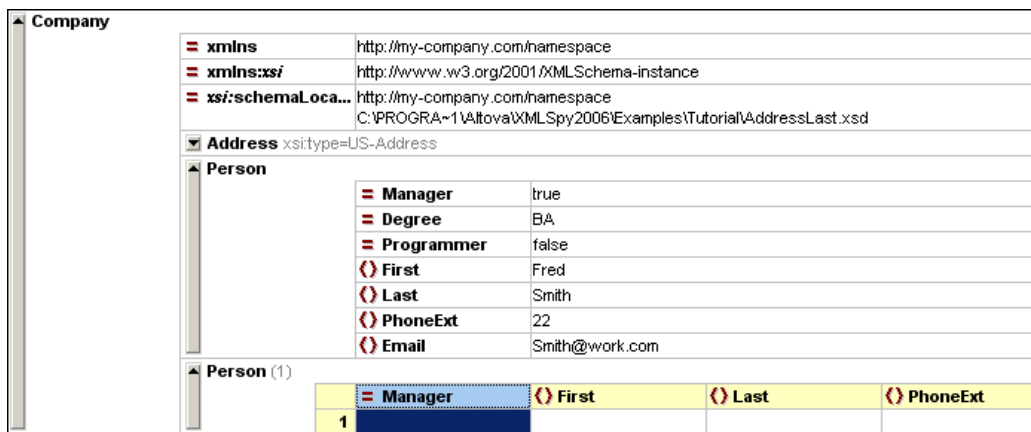 Company
= xmlns http://my-company.com/namespace
= xmlns:xsi http://www.w3.org/2001/XMLSchema-instance
= xsi:schemaLoca... http://my-company.com/namespace
C:\PROGRA~1\Altova\XMLSpy2006\Examples\Tutorial\AddressLast.xsd
Address xsi:type=US-Address
Person
= Manager true
= Degree BA
= Programmer false
() First Fred
() Last Smith
() PhoneExt 22
() Email Smith@work.com
Person (1)
= Manager () First () Last () PhoneExt
1